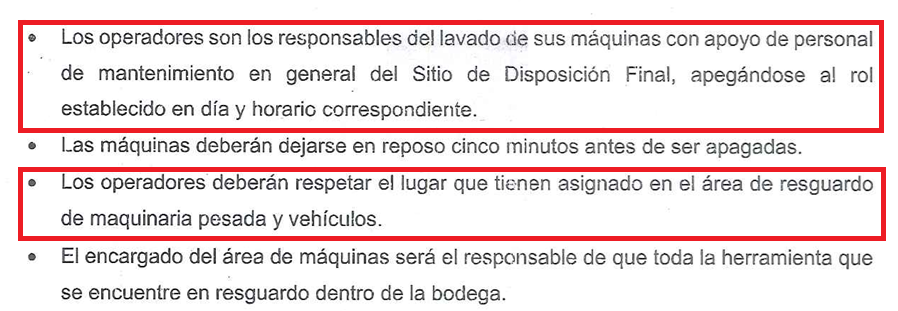 • Los operadores son los responsables del lavado de sus máquinas con apoyo de personal
de mantenimiento en general del Sitio de Disposición Final, apegándose al rol
establecido en día y horario correspondiente.
• Las máquinas deberán dejarse en reposo cinco minutos antes de ser apagadas.
• Los operadores deberán respetar el lugar que tienen asignado en el área de resguardo
de maquinaria pesada y vehículos.
• El encargado del área de máquinas será el responsable de que toda la herramienta que
se encuentre en resguardo dentro de la bodega.